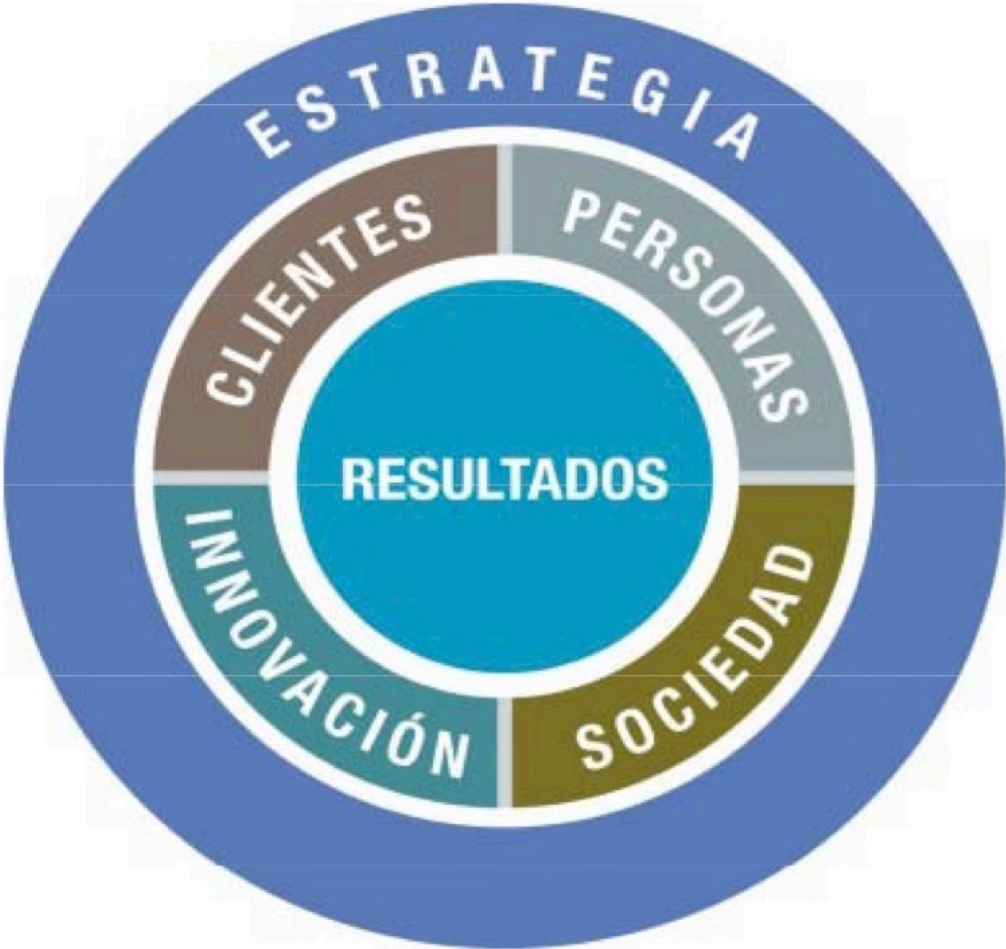 ESTRATEGIA
CLIENTES
PERSONAS
RESULTADOS
INNOVACIÓN
SOCIEDAD